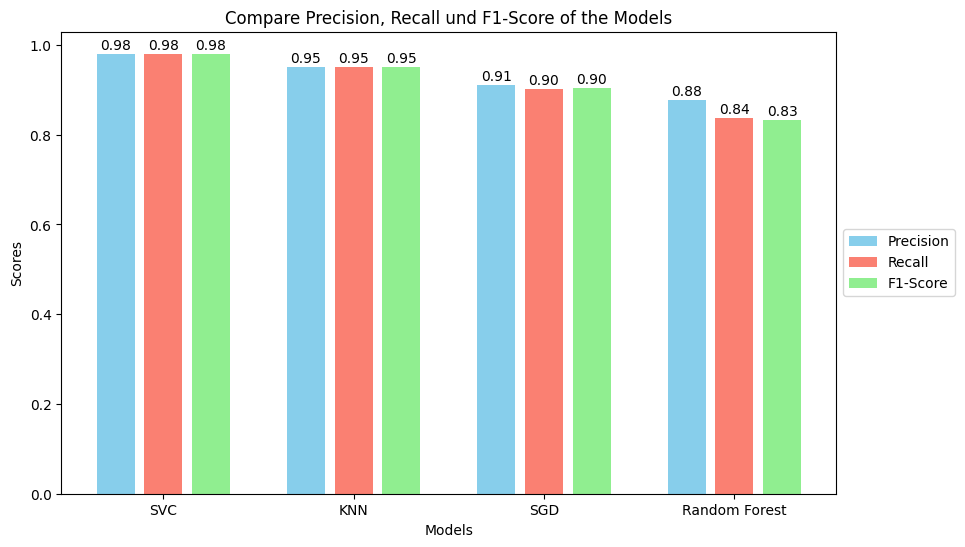 Compare Precision, Recall und F1-Score of the Models
1.0
0.8
0.6
0.4
0.2
0.0
Scores
0.98 0.98 0.98
0.95 0.95 0.95
0.91 0.90 0.90
0.88 0.84 0.83
SVC KNN SGD Random Forest
Models
Precision
Recall
F1-Score